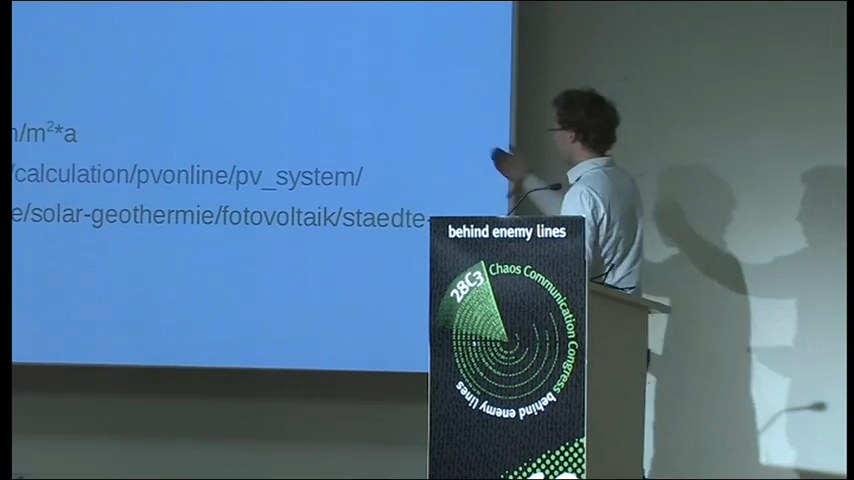 /m²*a
/calculation/pvonline/pv_system/
e/solar-geothermie/fotovoltaik/staedte-
behind enemy lines
28C3 Chaos Communication Congress behind enemy lines